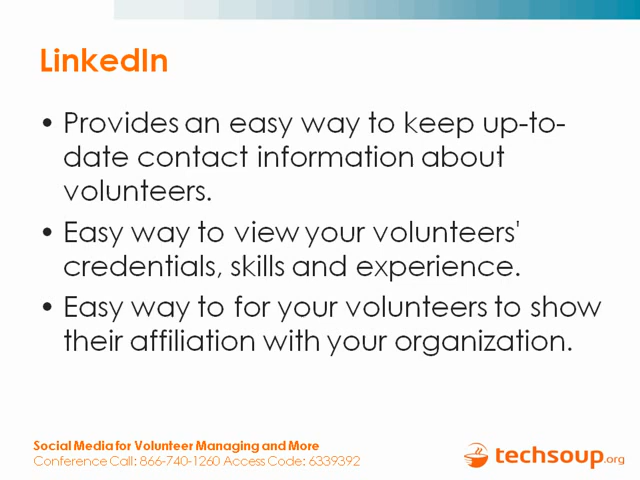 LinkedIn
• Provides an easy way to keep up-to-
date contact information about
volunteers.
• Easy way to view your volunteers'
credentials, skills and experience.
• Easy way to for your volunteers to show
their affiliation with your organization.
Social Media for Volunteer Managing and More
Conference Call: 866-740-1260 Access Code: 6339392
techsoup.org